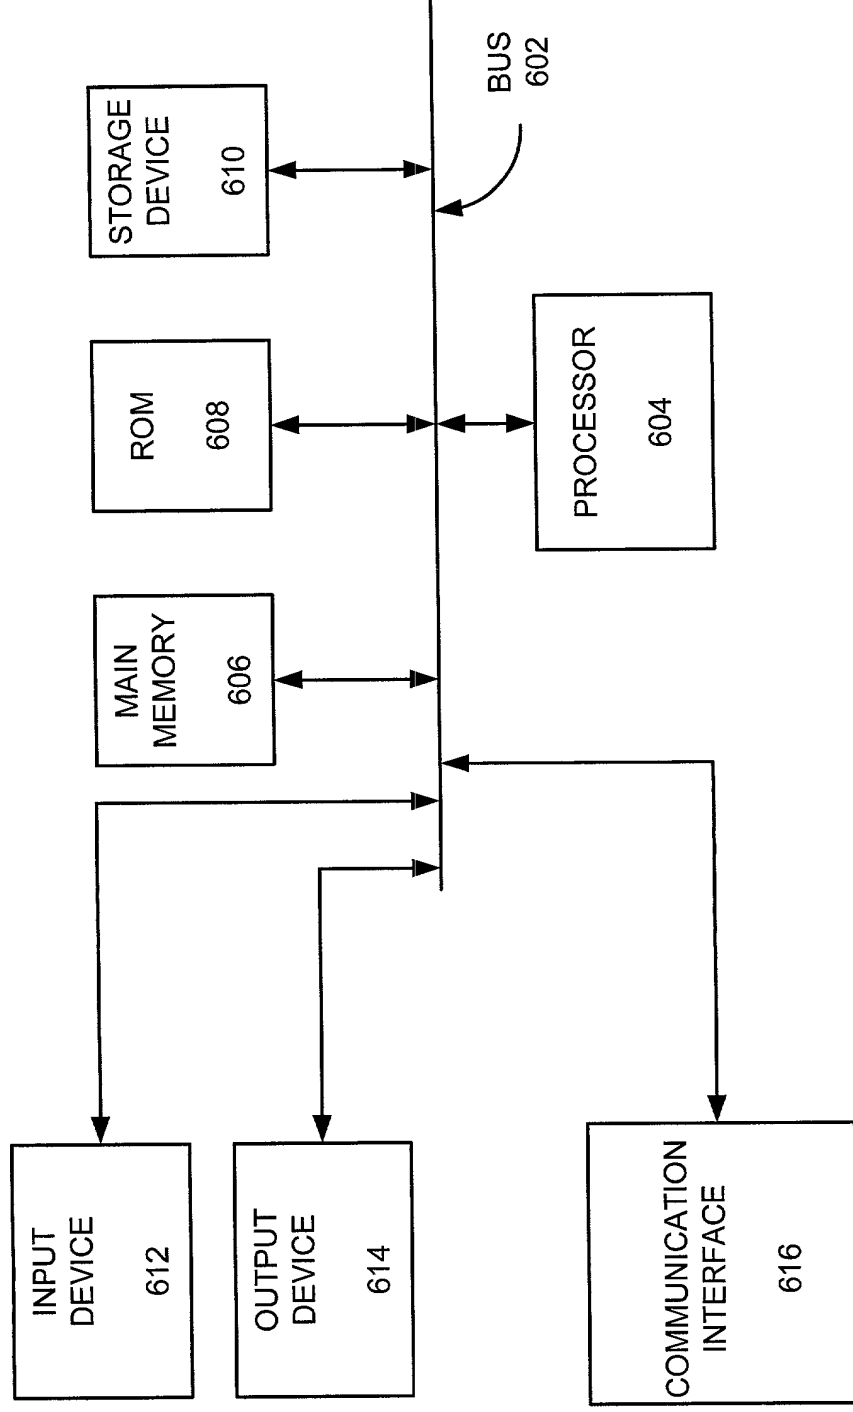 INPUT
DEVICE
612
OUTPUT
DEVICE
614
COMMUNICATION
INTERFACE
616
MAIN
MEMORY
606
ROM
608
STORAGE
DEVICE
610
PROCESSOR
604
BUS
602